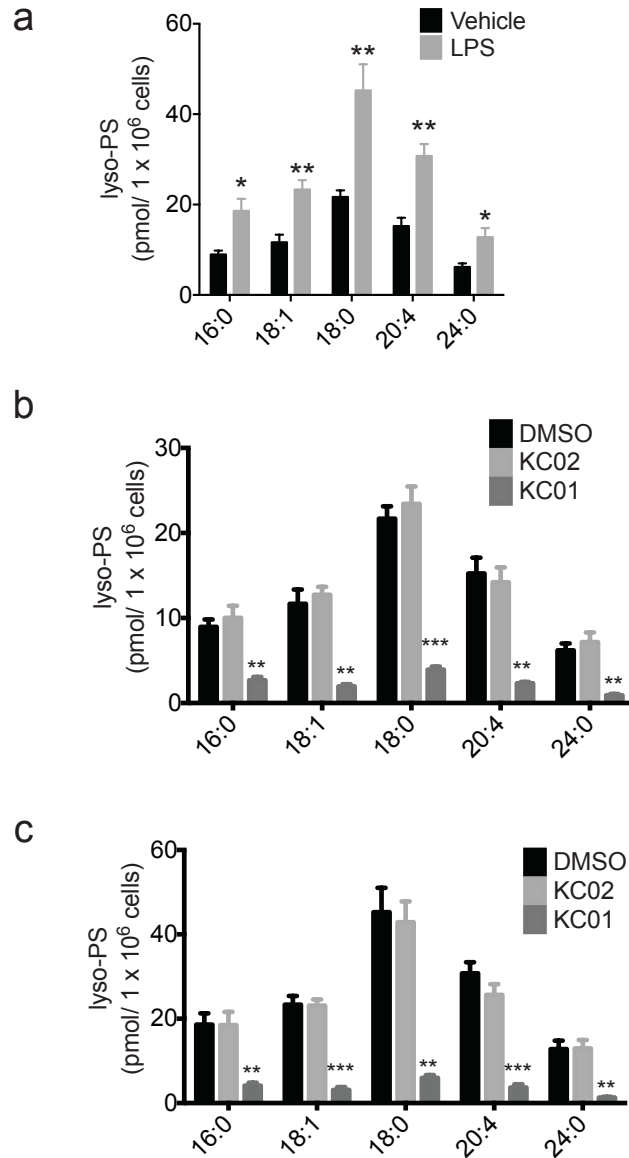 a
Vehicle
LPS
lyso-PS
(pmol/ 1 x 10⁶ cells)
60
40
20
0
*
**
**
**
*
16:0
18:1
18:0
20:4
24:0
b
DMSO
KC02
KC01
lyso-PS
(pmol/ 1 x 10⁶ cells)
30
20
10
0
**
**
***
**
**
16:0
18:1
18:0
20:4
24:0
c
DMSO
KC02
KC01
lyso-PS
(pmol/ 1 x 10⁶ cells)
60
40
20
0
**
***
**
***
**
16:0
18:1
18:0
20:4
24:0